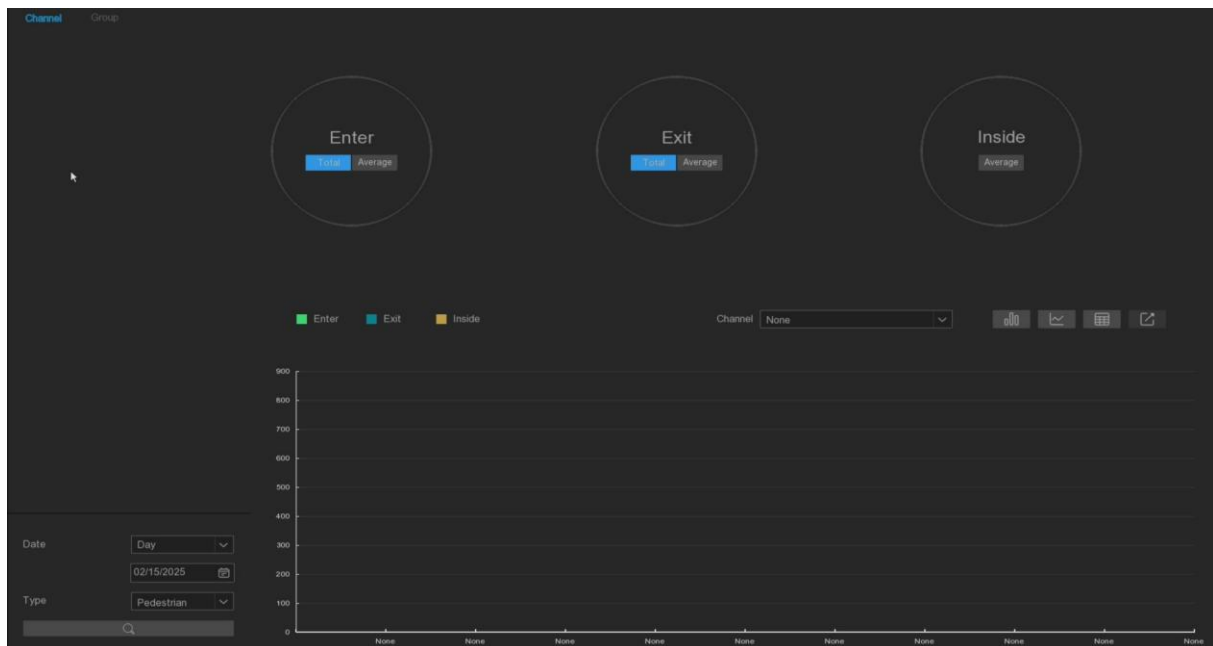 Channel Group
Enter
Total Average
Exit
Total Average
Inside
Average
Enter Exit Inside
Channel None
900
800
700
600
500
400
300
200
100
0
None None None None None None None None None None
Date Day
02/15/2025
Type Pedestrian